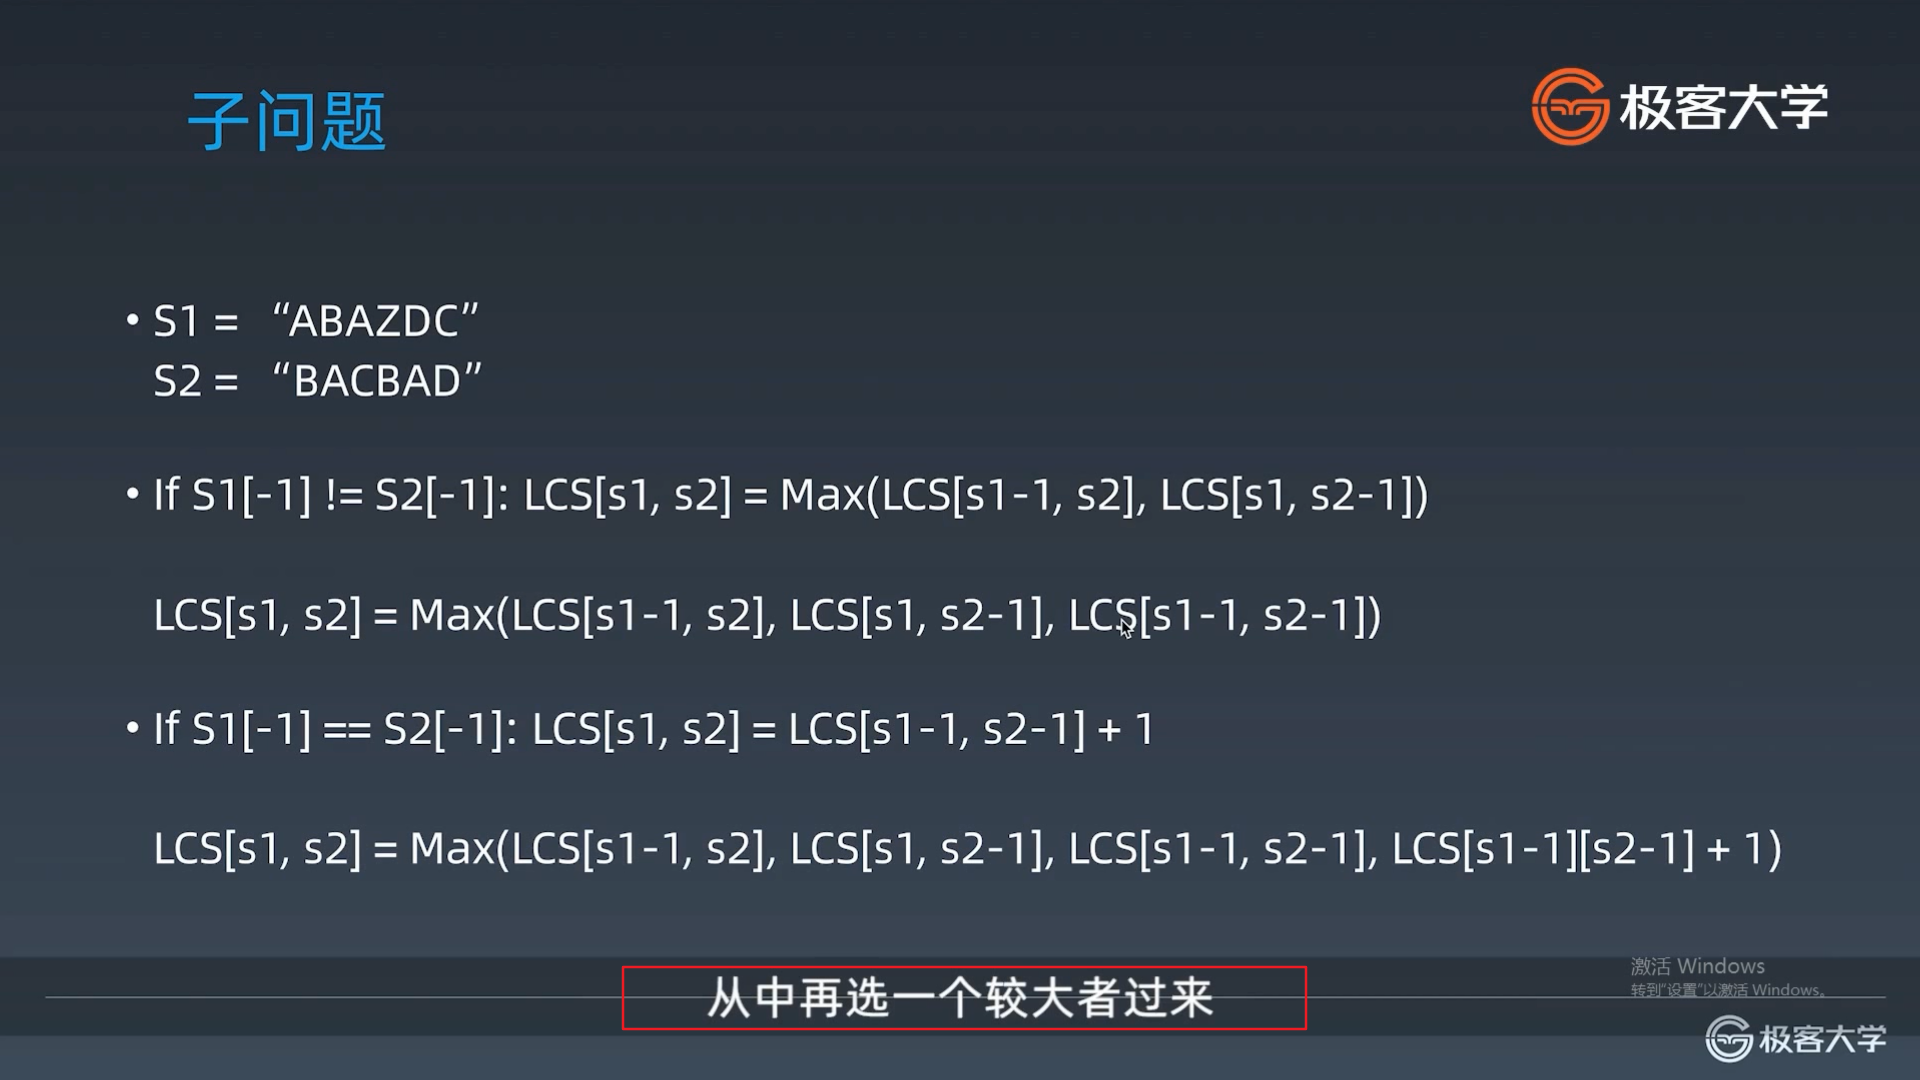 子问题
极客大学
• S1 = “ABAZDC”
S2 = “BACBAD”
• If S1[-1] != S2[-1]: LCS[s1, s2] = Max(LCS[s1-1, s2], LCS[s1, s2-1])
LCS[s1, s2] = Max(LCS[s1-1, s2], LCS[s1, s2-1], LCS[s1-1, s2-1])
• If S1[-1] == S2[-1]: LCS[s1, s2] = LCS[s1-1, s2-1] + 1
LCS[s1, s2] = Max(LCS[s1-1, s2], LCS[s1, s2-1], LCS[s1-1, s2-1], LCS[s1-1][s2-1] + 1)
从中再选一个较大者过来
激活 Windows
转到“设置”以激活 Windows。
极客大学